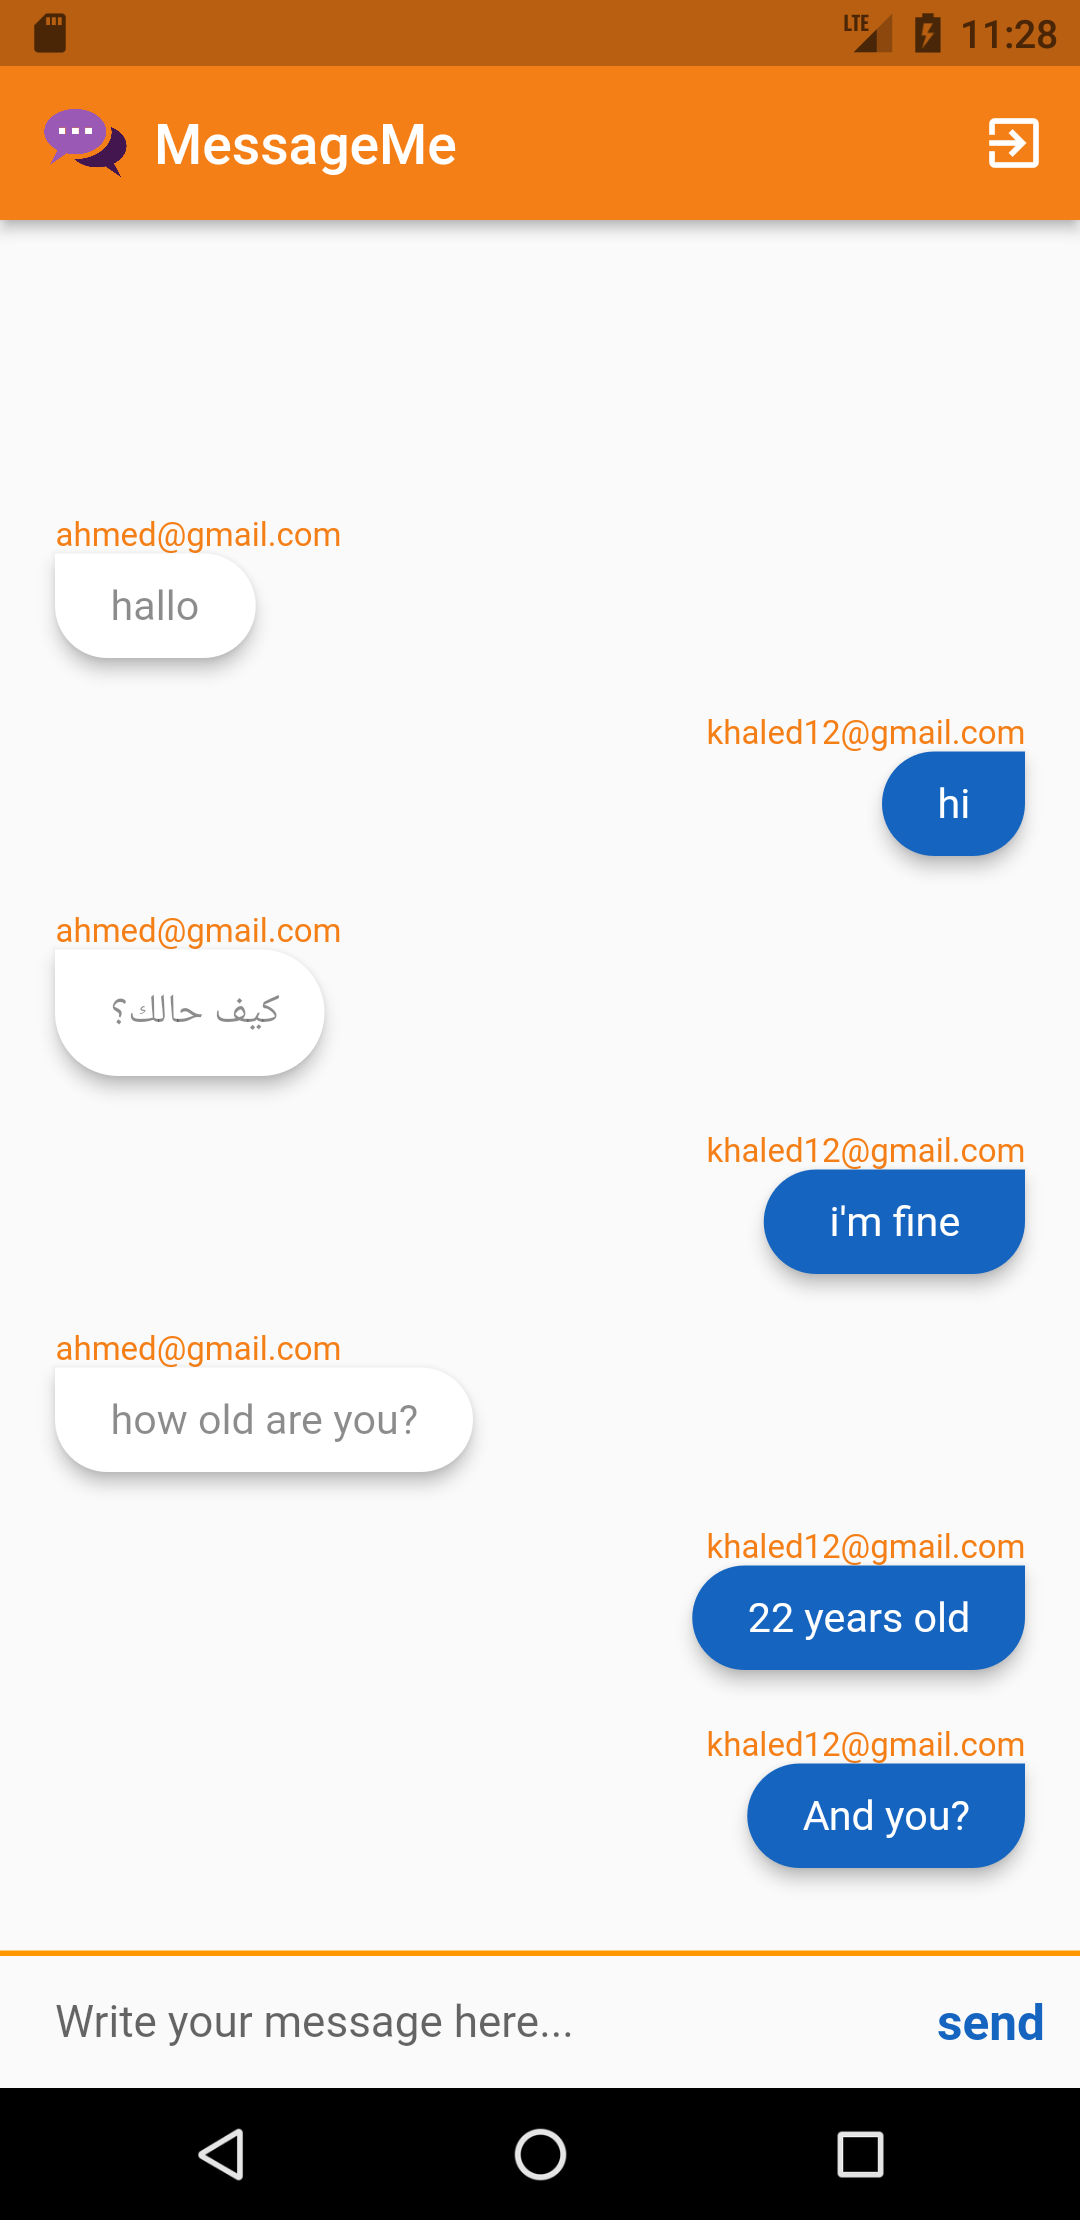 LTE 11:28
MessageMe
ahmed@gmail.com
hallo
khaled12@gmail.com
hi
ahmed@gmail.com
كيف حالك؟
khaled12@gmail.com
i'm fine
ahmed@gmail.com
how old are you?
khaled12@gmail.com
22 years old
khaled12@gmail.com
And you?
Write your message here... send